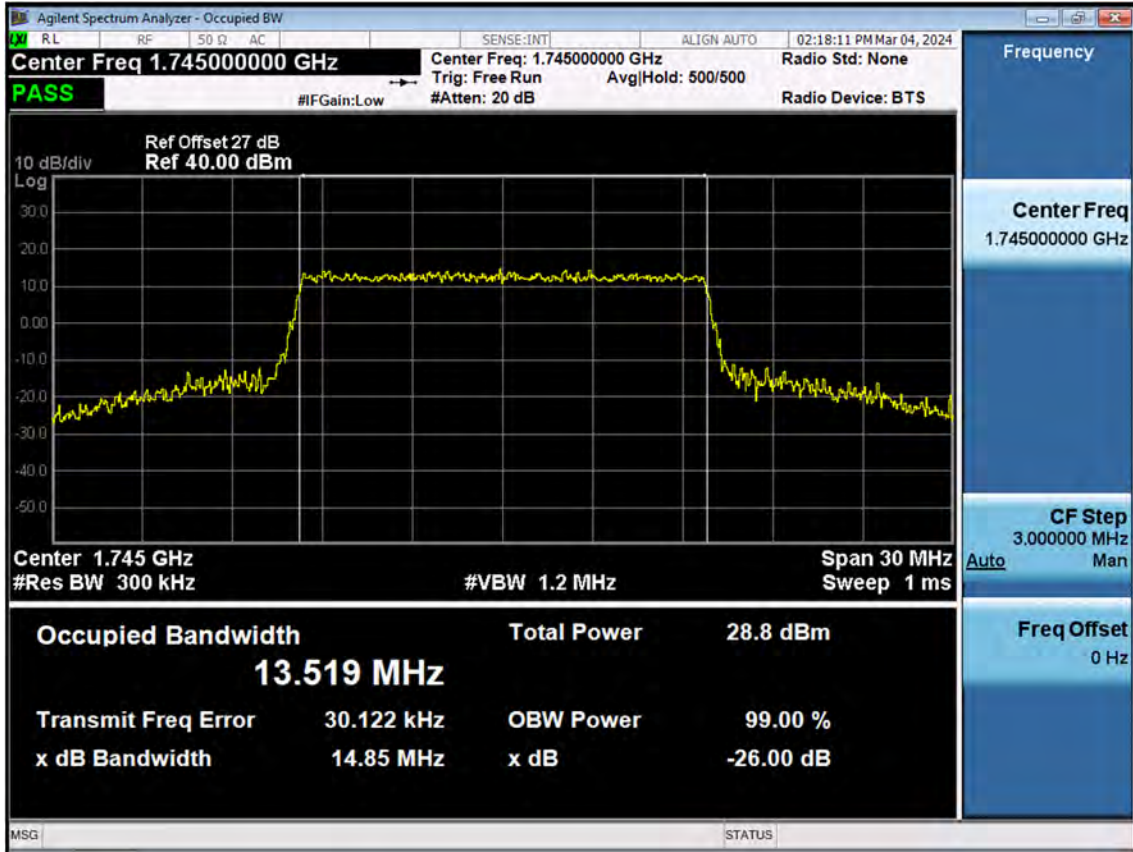 Agilent Spectrum Analyzer - Occupied BW
LXI RL RF 50 Ω AC SENSE:INT ALIGN AUTO 02:18:11 PM Mar 04, 2024
Center Freq 1.745000000 GHz
Center Freq: 1.745000000 GHz
Radio Std: None
Trig: Free Run Avg|Hold: 500/500
PASS
#IFGain:Low
#Atten: 20 dB
Radio Device: BTS
Ref Offset 27 dB
10 dB/div Ref 40.00 dBm
Log
30.0
20.0
10.0
0.00
-10.0
-20.0
-30.0
-40.0
-50.0
Center 1.745 GHz Span 30 MHz
#Res BW 300 kHz #VBW 1.2 MHz Sweep 1 ms
Occupied Bandwidth Total Power 28.8 dBm
13.519 MHz
Transmit Freq Error 30.122 kHz OBW Power 99.00 %
x dB Bandwidth 14.85 MHz x dB -26.00 dB
MSG STATUS
Frequency
Center Freq
1.745000000 GHz
CF Step
3.000000 MHz
Auto Man
Freq Offset
0 Hz